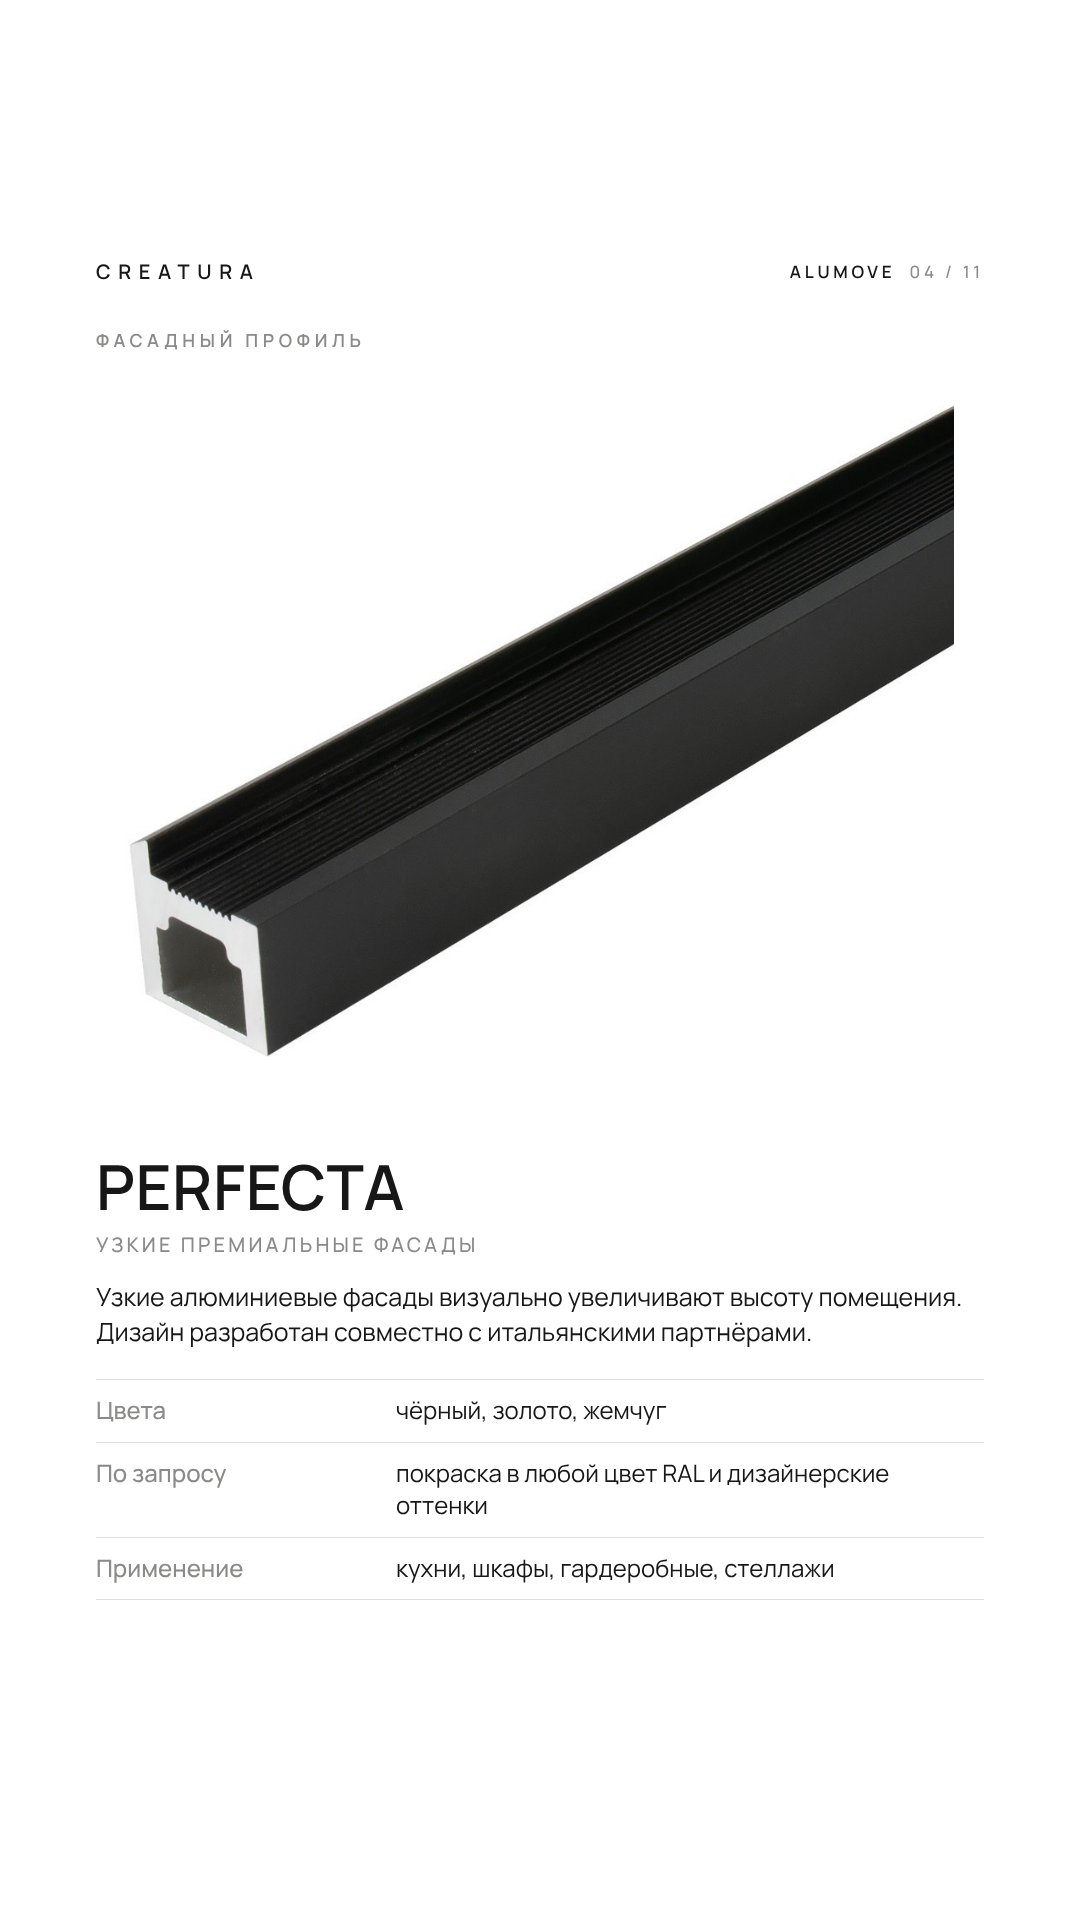 CREATURA
ALUMOVE 04 / 11
ФАСАДНЫЙ ПРОФИЛЬ
PERFECTA
УЗКИЕ ПРЕМИАЛЬНЫЕ ФАСАДЫ
Узкие алюминиевые фасады визуально увеличивают высоту помещения.
Дизайн разработан совместно с итальянскими партнёрами.
Цвета чёрный, золото, жемчуг
По запросу покраска в любой цвет RAL и дизайнерские
оттенки
Применение кухни, шкафы, гардеробные, стеллажи